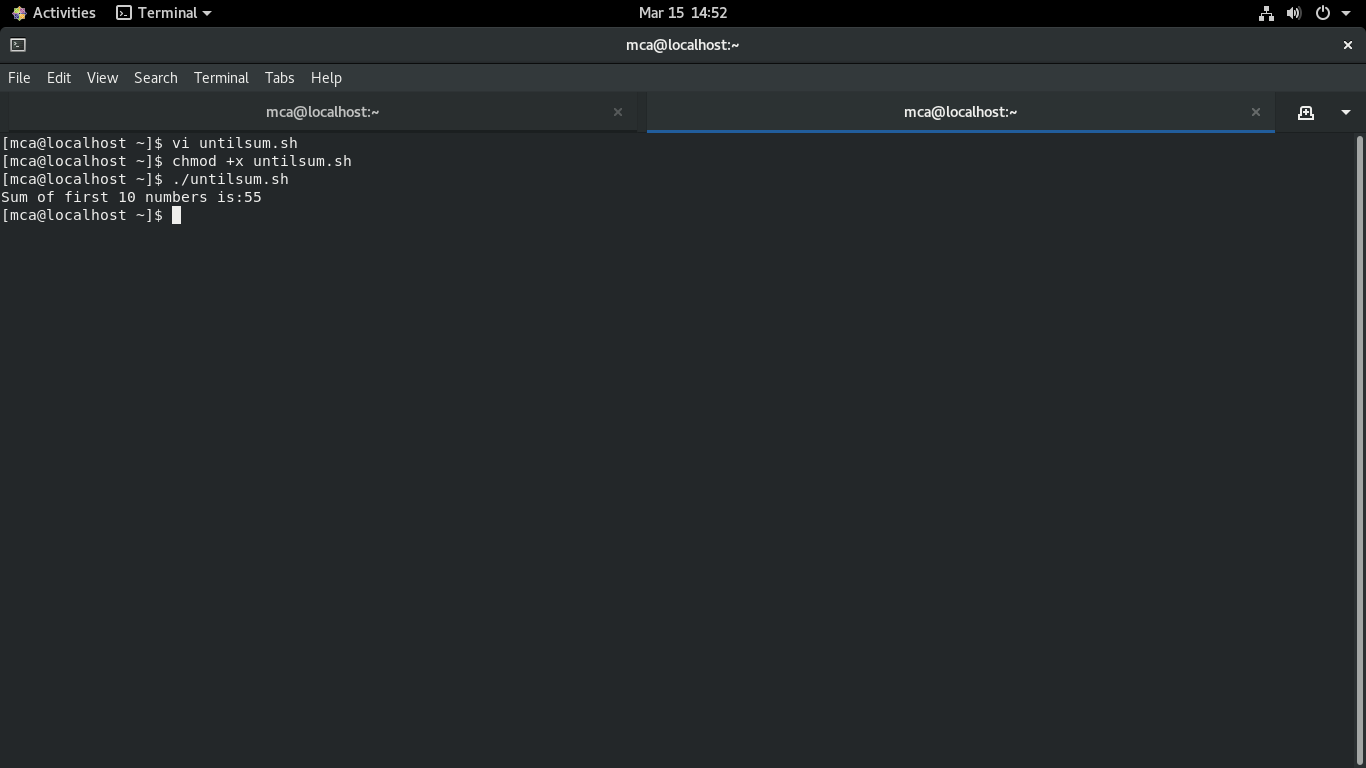 Activities Terminal Mar 15 14:52
mca@localhost:~
File Edit View Search Terminal Tabs Help
mca@localhost:~ mca@localhost:~
[mca@localhost ~]$ vi untilsum.sh
[mca@localhost ~]$ chmod +x untilsum.sh
[mca@localhost ~]$ ./untilsum.sh
Sum of first 10 numbers is:55
[mca@localhost ~]$